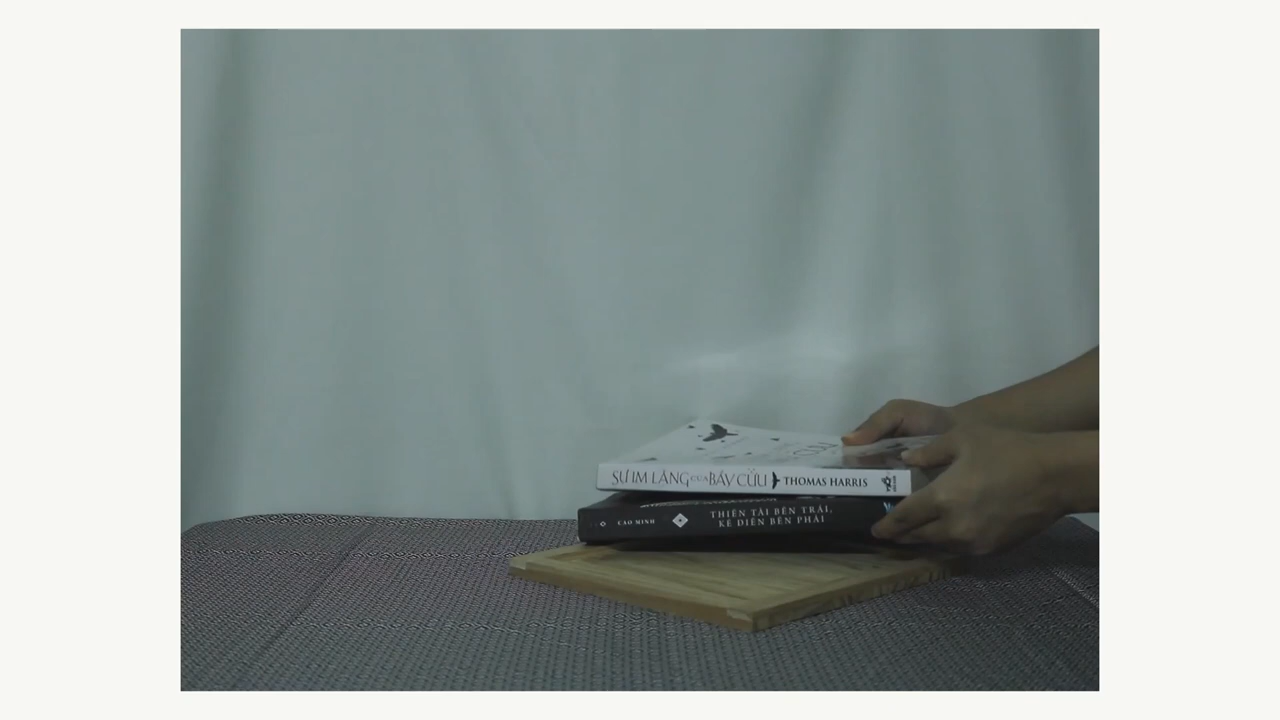 SỰ IM LẶNG CỦA BẦY CỪU THOMAS HARRIS
CAO MINH
THIÊN TÀI BÊN TRÁI,
KẺ ĐIÊN BÊN PHẢI